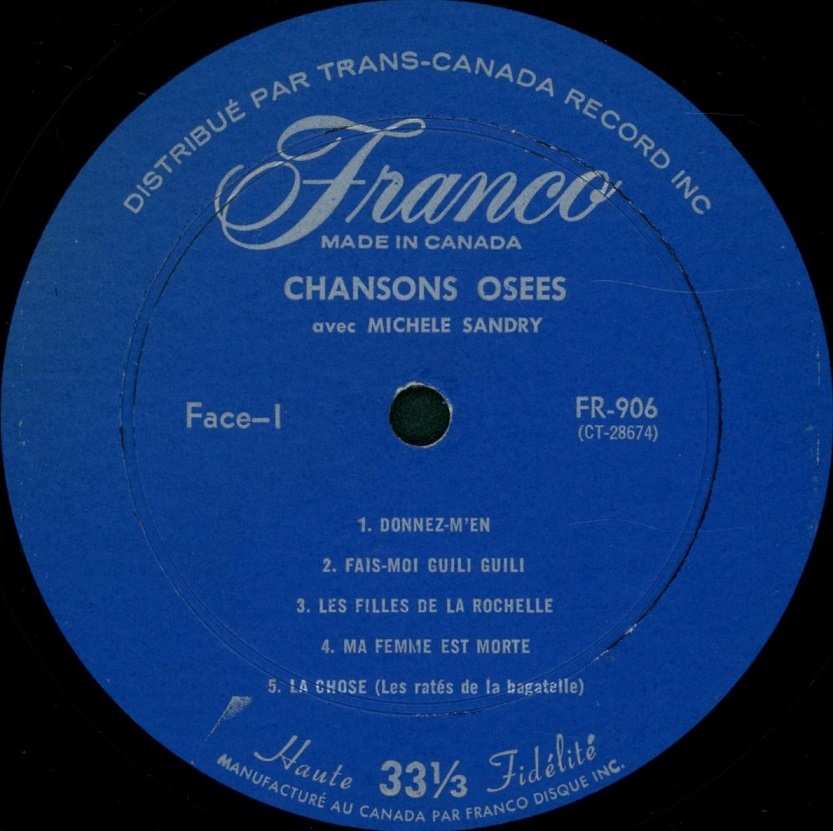 DISTRIBUÉ PAR TRANS-CANADA RECORD INC
Franco
MADE IN CANADA
CHANSONS OSEES
avec MICHELE SANDRY
Face-I
FR-906
(CT-28674)
1. DONNEZ-M'EN
2. FAIS-MOI GUILI GUILI
3. LES FILLES DE LA ROCHELLE
4. MA FEMME EST MORTE
5. LA CHOSE (Les ratés de la bagatelle)
Haute 33 1/3 Fidélité
MANUFACTURÉ AU CANADA PAR FRANCO DISQUE INC.